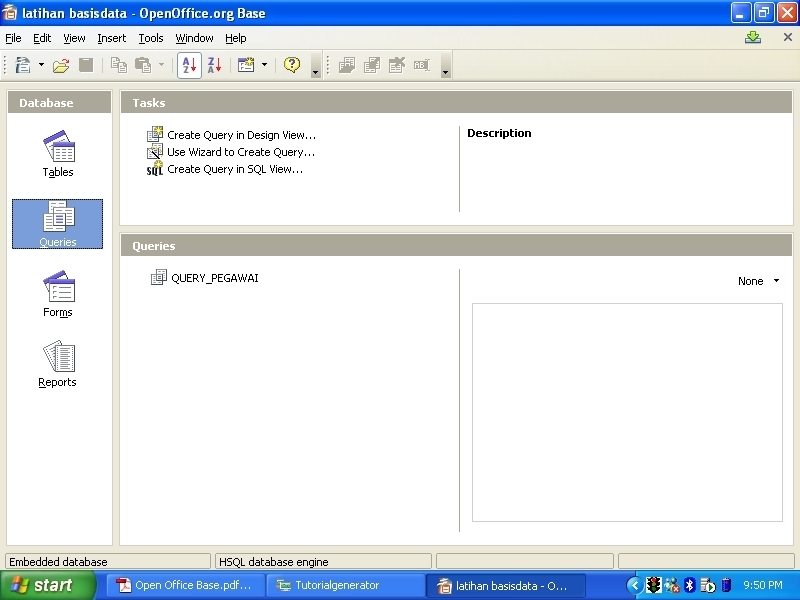 latihan basisdata - OpenOffice.org Base
File Edit View Insert Tools Window Help
Database
Tables
Queries
Forms
Reports
Tasks
Create Query in Design View...
Use Wizard to Create Query...
SQL Create Query in SQL View...
Description
Queries
QUERY_PEGAWAI
None
Embedded database
HSQL database engine
start
Open Office Base.pdf...
Tutorialgenerator
latihan basisdata - O...
9:50 PM